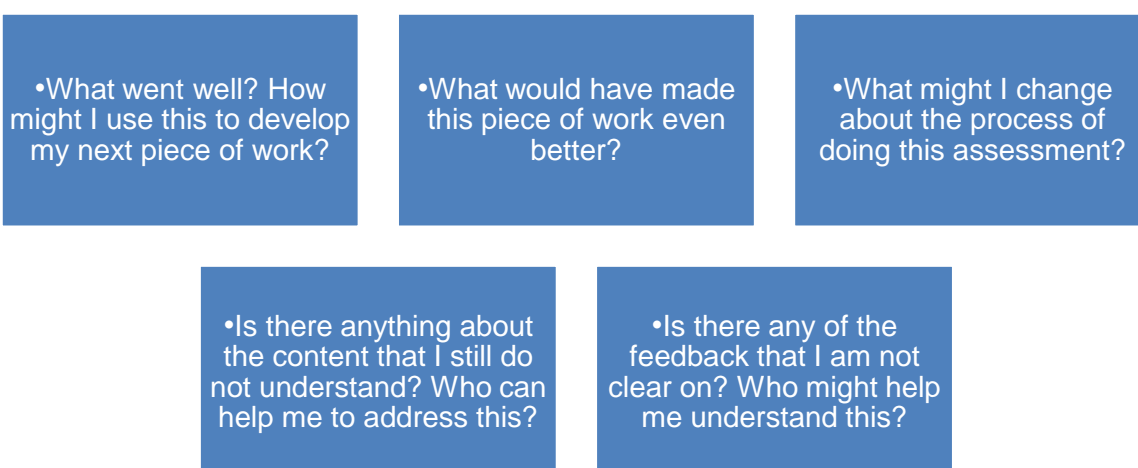 •What went well? How
might I use this to develop
my next piece of work?
•What would have made
this piece of work even
better?
•What might I change
about the process of
doing this assessment?
•Is there anything about
the content that I still do
not understand? Who can
help me to address this?
•Is there any of the
feedback that I am not
clear on? Who might help
me understand this?